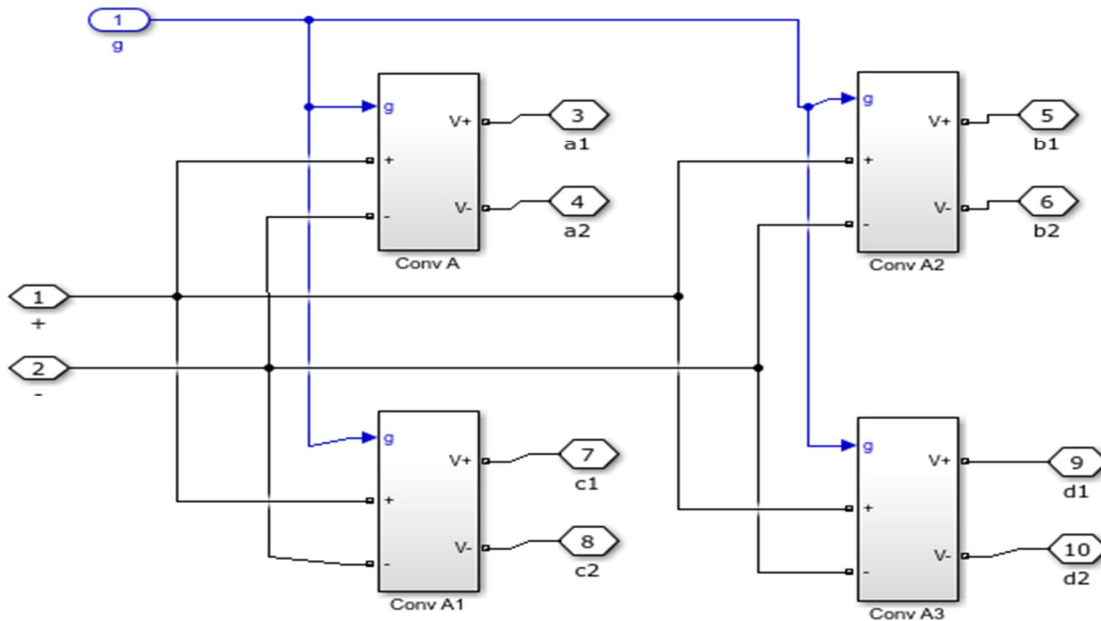 1
g
g
+
-
V+
V-
Conv A
3
a1
4
a2
g
+
-
V+
V-
Conv A2
5
b1
6
b2
1
+
2
-
g
+
-
V+
V-
Conv A1
7
c1
8
c2
g
+
-
V+
V-
Conv A3
9
d1
10
d2